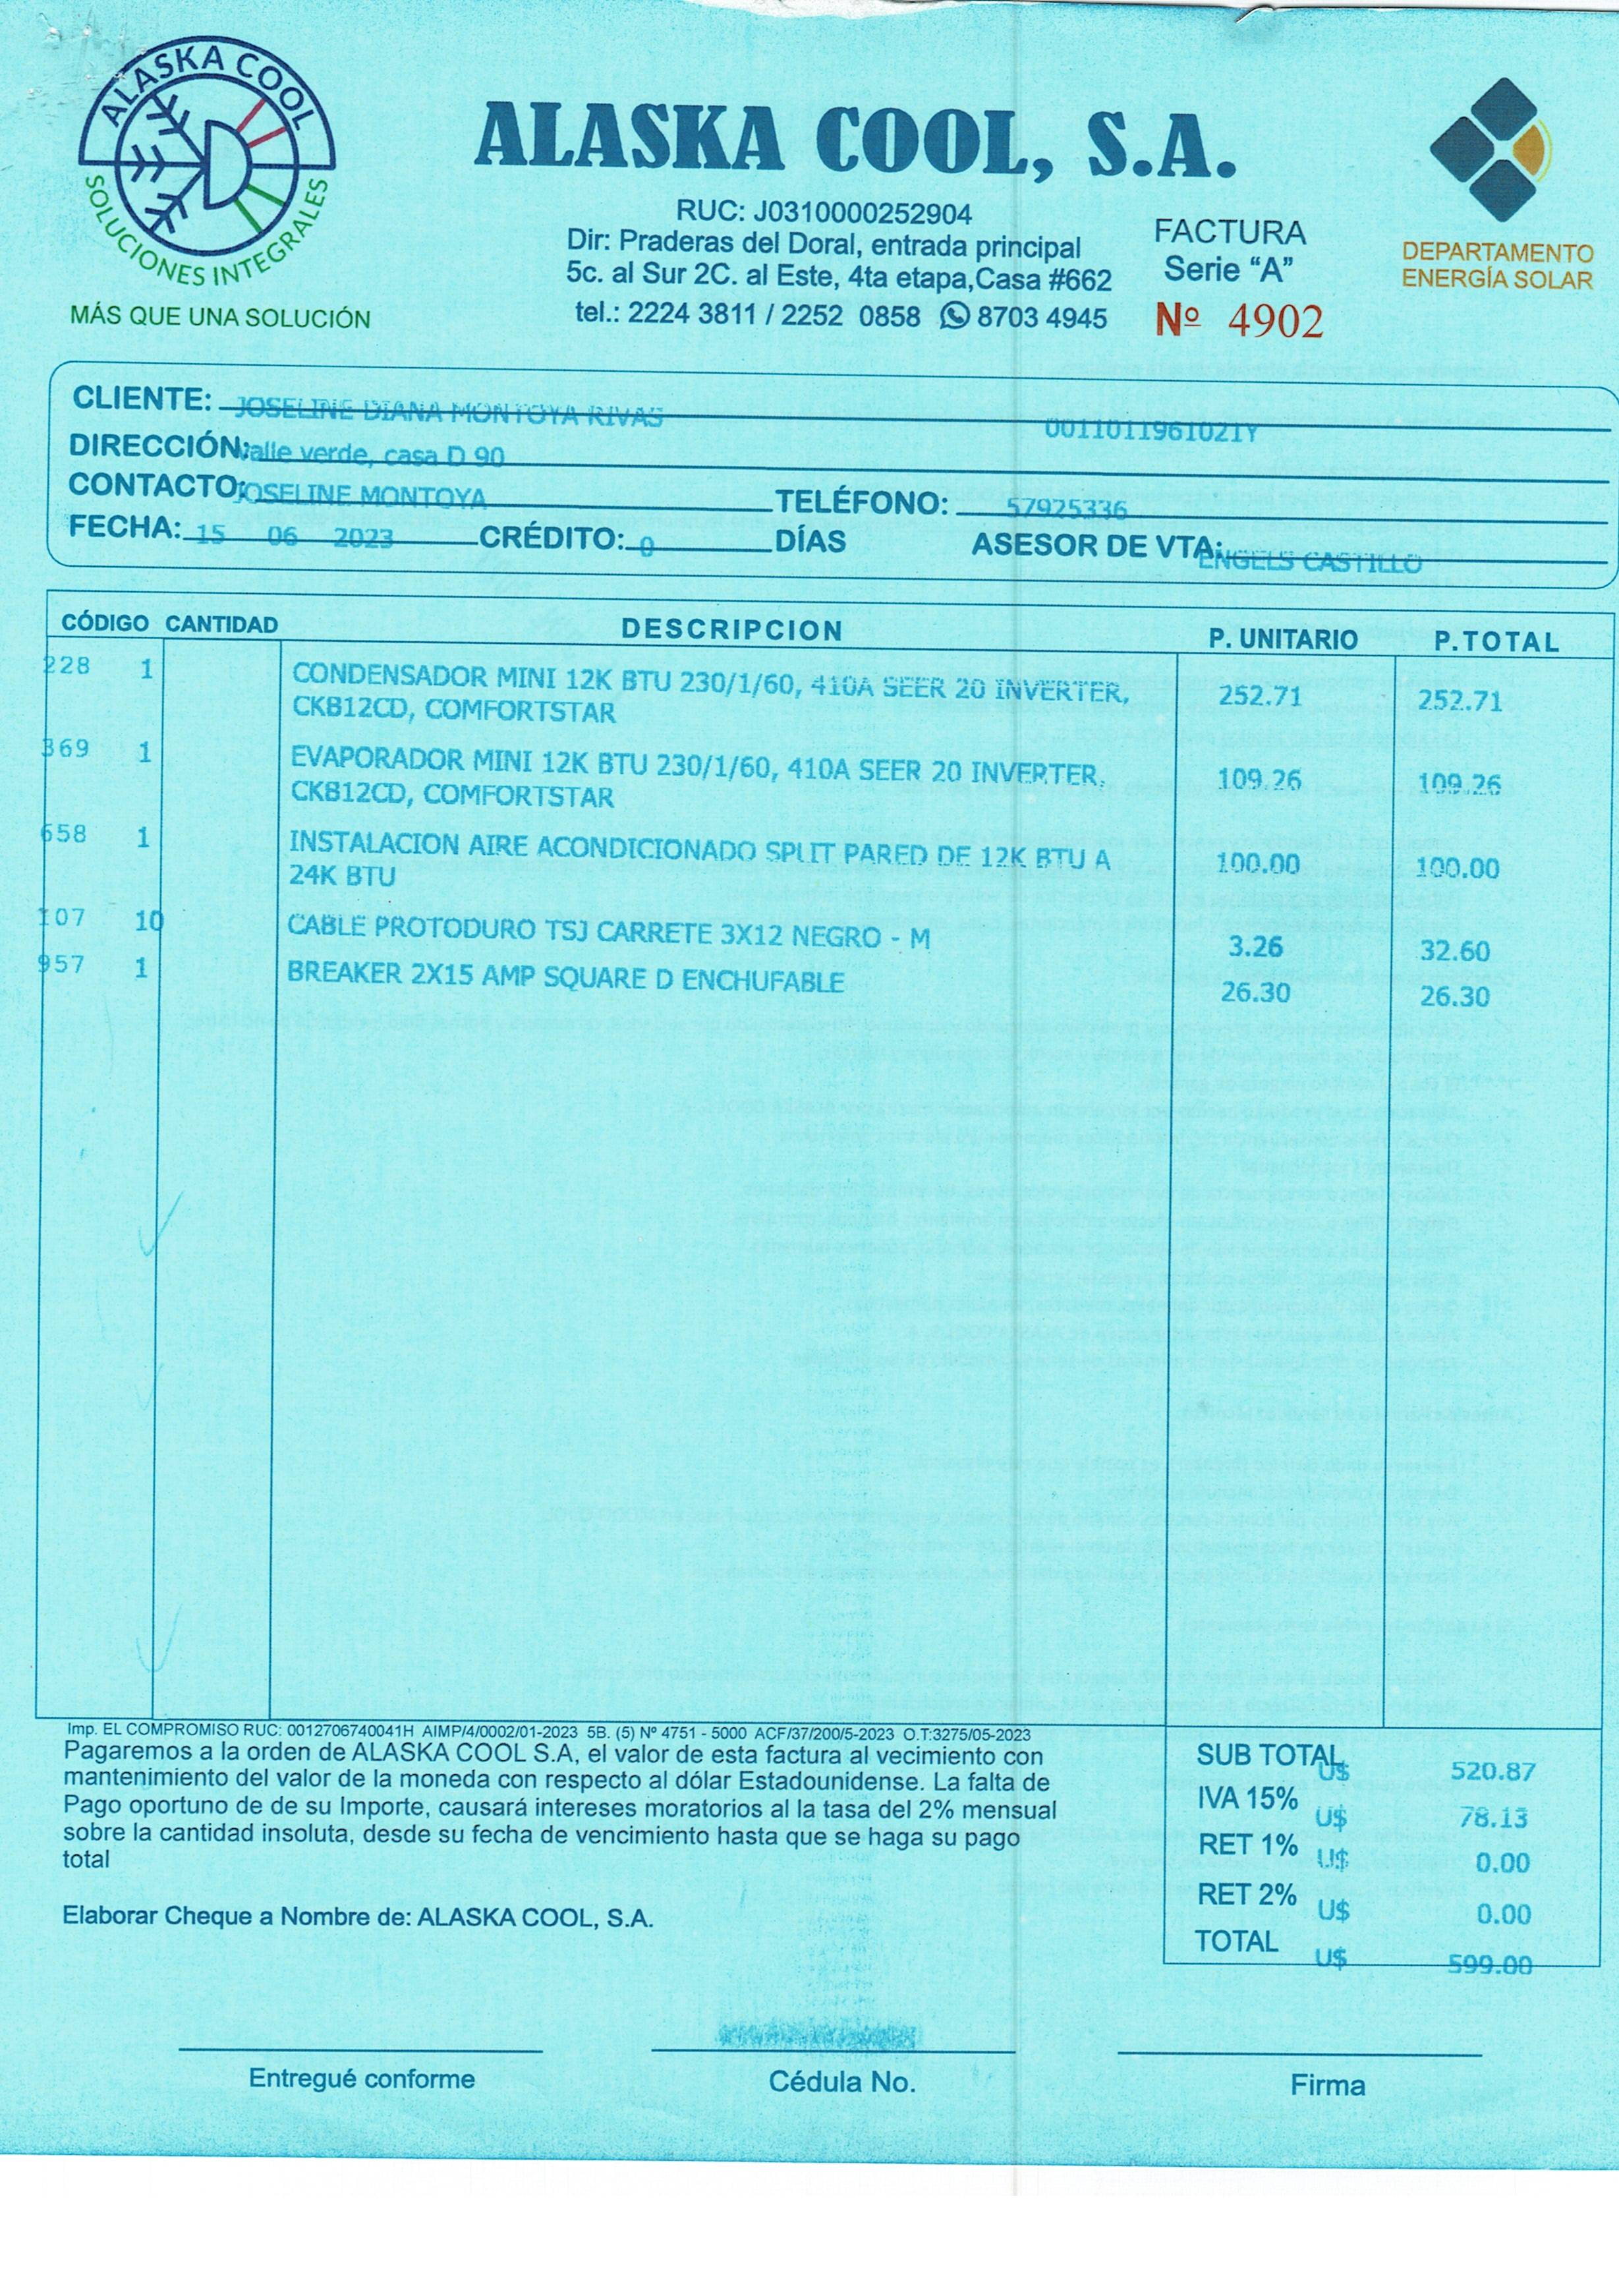 ALASKA COOL
SOLUCIONES INTEGRALES
MÁS QUE UNA SOLUCIÓN
ALASKA COOL, S.A.
RUC: J0310000252904
Dir: Praderas del Doral, entrada principal
5c. al Sur 2C. al Este, 4ta etapa,Casa #662
tel.: 2224 3811 / 2252 0858 8703 4945
FACTURA
Serie “A”
Nº 4902
DEPARTAMENTO
ENERGÍA SOLAR
CLIENTE: JOSELINE DIANA MONTOYA RIVAS 0011011961021Y
DIRECCIÓN: Valle verde, casa D 90
CONTACTO: JOSELINE MONTOYA TELÉFONO: 57925336
FECHA: 15 06 2023 CRÉDITO: 0 DÍAS ASESOR DE VTA: ENGELS CASTILLO
CÓDIGO CANTIDAD DESCRIPCION P. UNITARIO P.TOTAL
228 1 CONDENSADOR MINI 12K BTU 230/1/60, 410A SEER 20 INVERTER, 252.71 252.71
CKB12CD, COMFORTSTAR
369 1 EVAPORADOR MINI 12K BTU 230/1/60, 410A SEER 20 INVERTER, 109.26 109.26
CKB12CD, COMFORTSTAR
658 1 INSTALACION AIRE ACONDICIONADO SPLIT PARED DE 12K BTU A 100.00 100.00
24K BTU
107 10 CABLE PROTODURO TSJ CARRETE 3X12 NEGRO - M 3.26 32.60
957 1 BREAKER 2X15 AMP SQUARE D ENCHUFABLE 26.30 26.30
Imp. EL COMPROMISO RUC: 0012706740041H AIMP/4/0002/01-2023 5B. (5) Nº 4751 - 5000 ACF/37/200/5-2023 O.T:3275/05-2023
Pagaremos a la orden de ALASKA COOL S.A, el valor de esta factura al vecimiento con
mantenimiento del valor de la moneda con respecto al dólar Estadounidense. La falta de
Pago oportuno de de su Importe, causará intereses moratorios al la tasa del 2% mensual
sobre la cantidad insoluta, desde su fecha de vencimiento hasta que se haga su pago
total
Elaborar Cheque a Nombre de: ALASKA COOL, S.A.
SUB TOTAL U$ 520.87
IVA 15% U$ 78.13
RET 1% U$ 0.00
RET 2% U$ 0.00
TOTAL U$ 599.00
Entregué conforme
Cédula No.
Firma